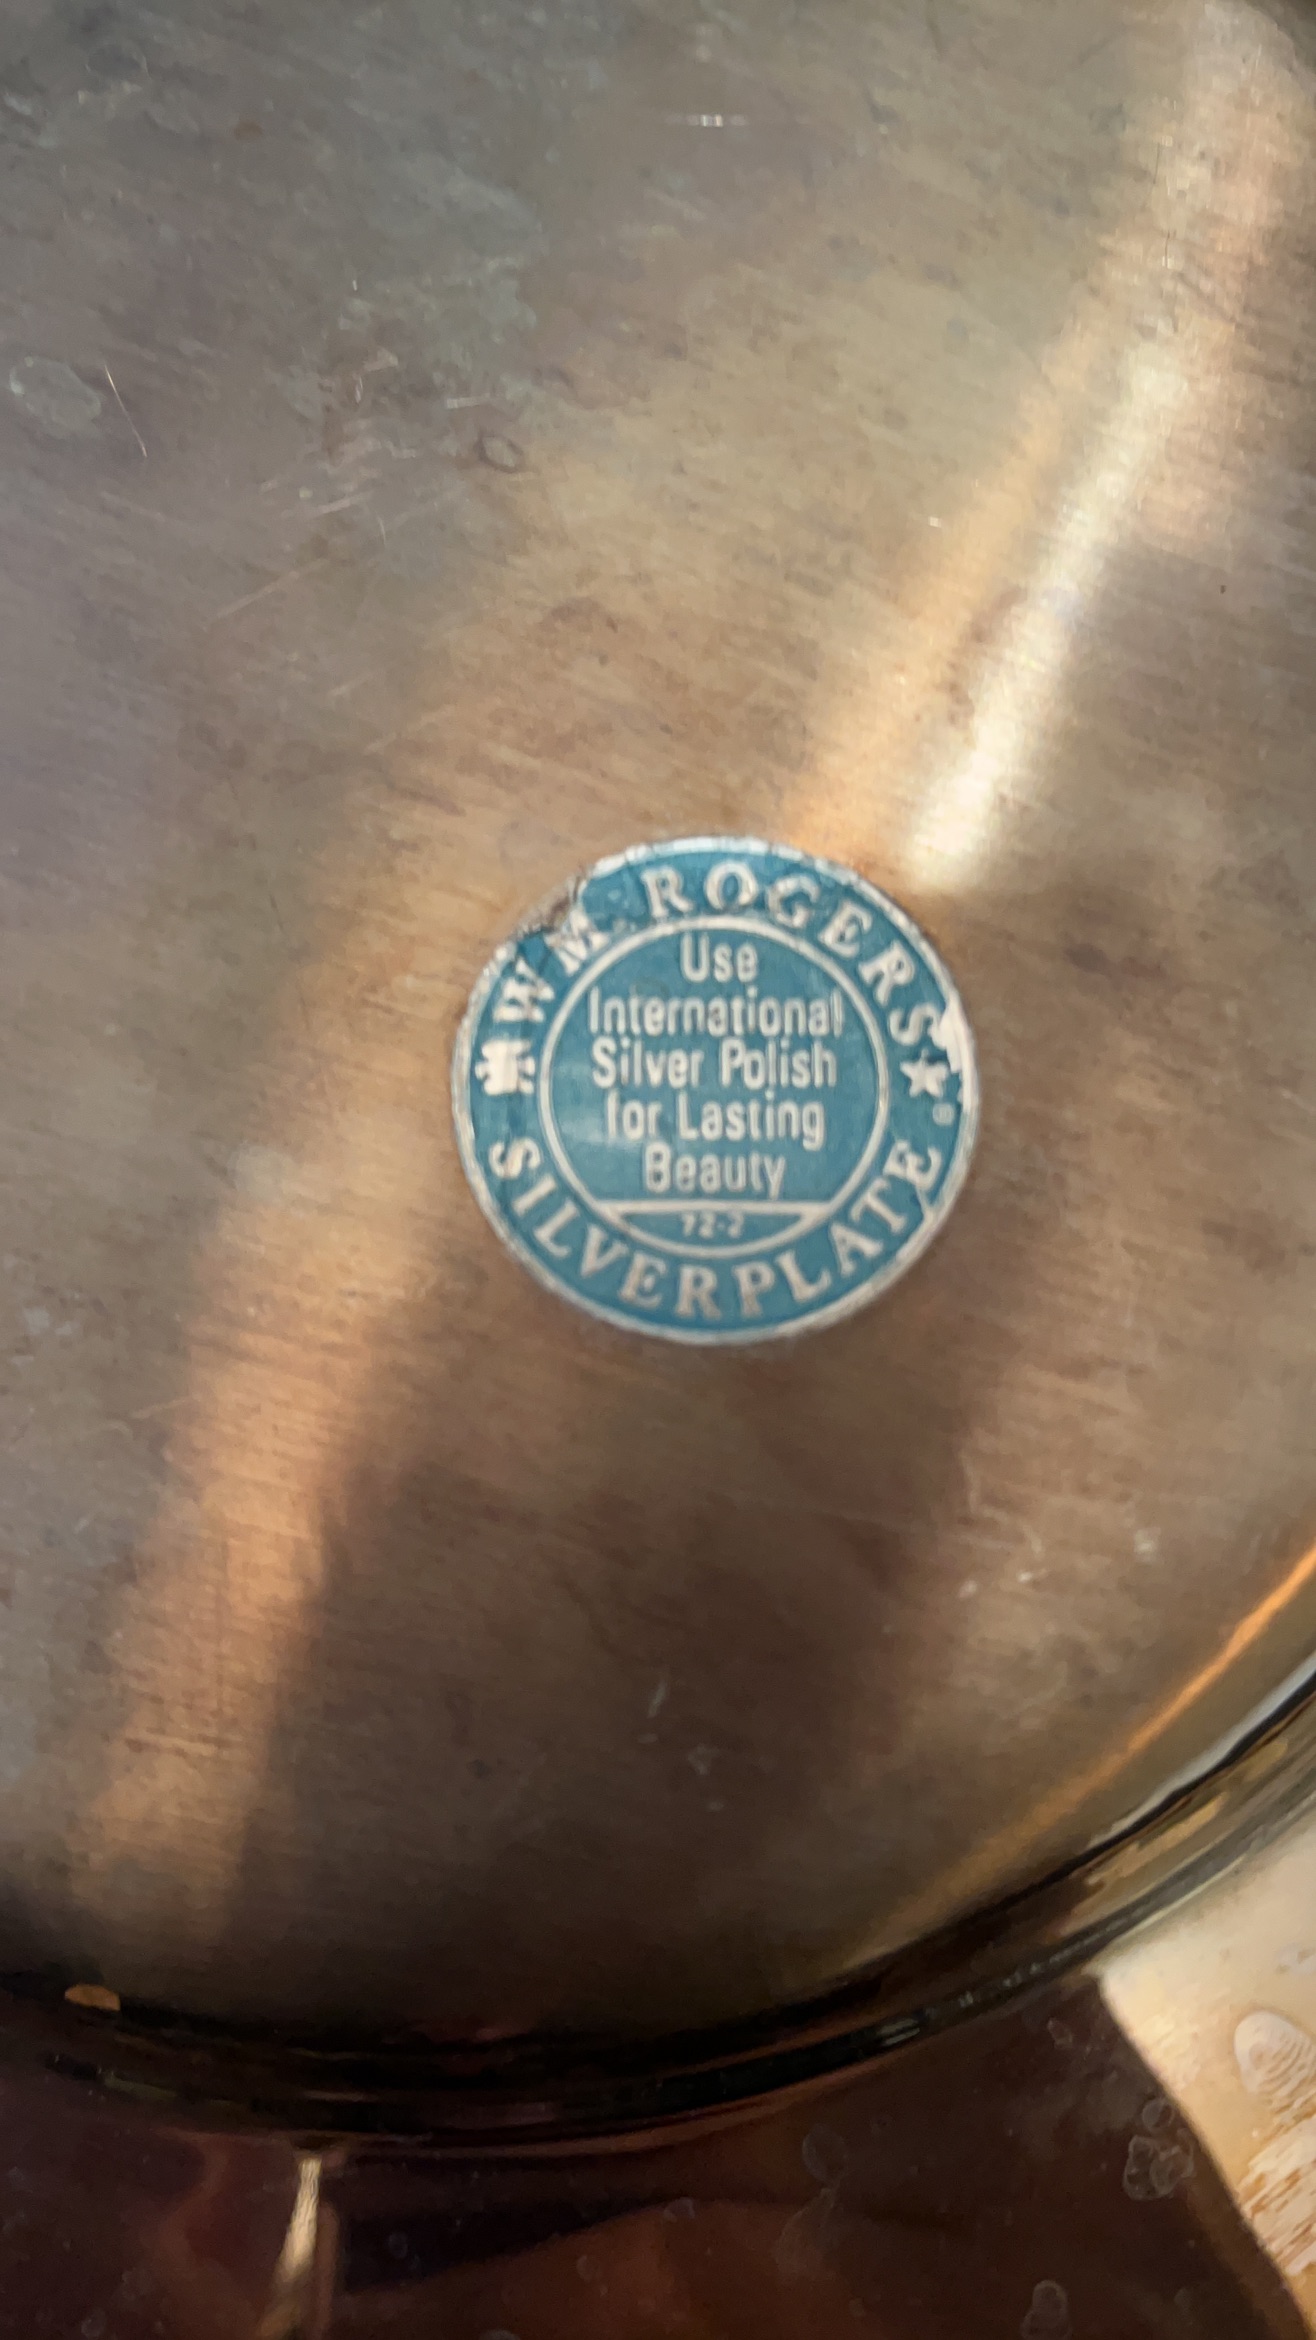 WM. ROGERS
Use
International
Silver Polish
for Lasting
Beauty
72-2
SILVERPLATE